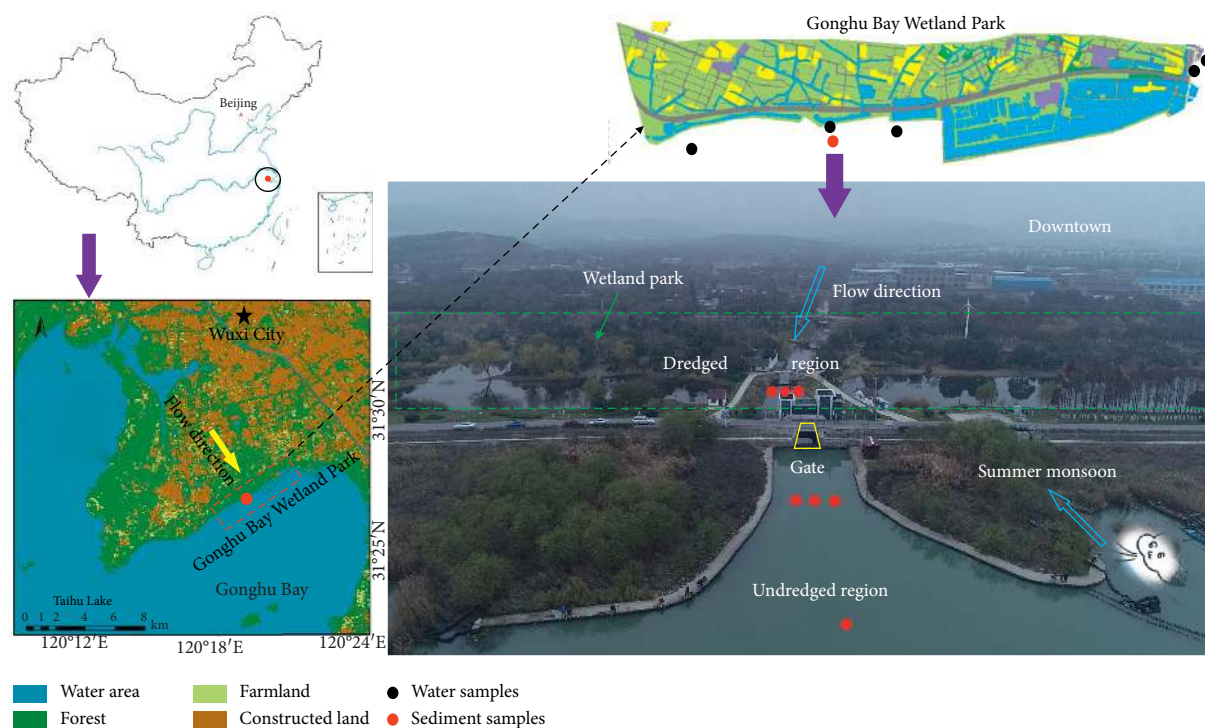 Gonghu Bay Wetland Park
Beijing
Wuxi City
Flow direction
Gonghu Bay Wetland Park
Gonghu Bay
Taihu Lake
0 1 2 4 6 8
km
31°30′N
31°25′N
120°12′E
120°18′E
120°24′E
Downtown
Wetland park
Flow direction
Dredged region
Gate
Summer monsoon
Undredged region
Water area
Farmland
Water samples
Forest
Constructed land
Sediment samples